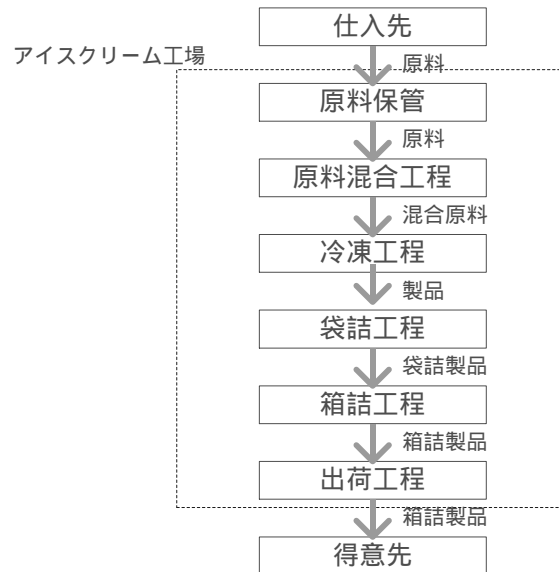 仕入先
アイスクリーム工場
原料
原料保管
原料
原料混合工程
混合原料
冷凍工程
製品
袋詰工程
袋詰製品
箱詰工程
箱詰製品
出荷工程
箱詰製品
得意先